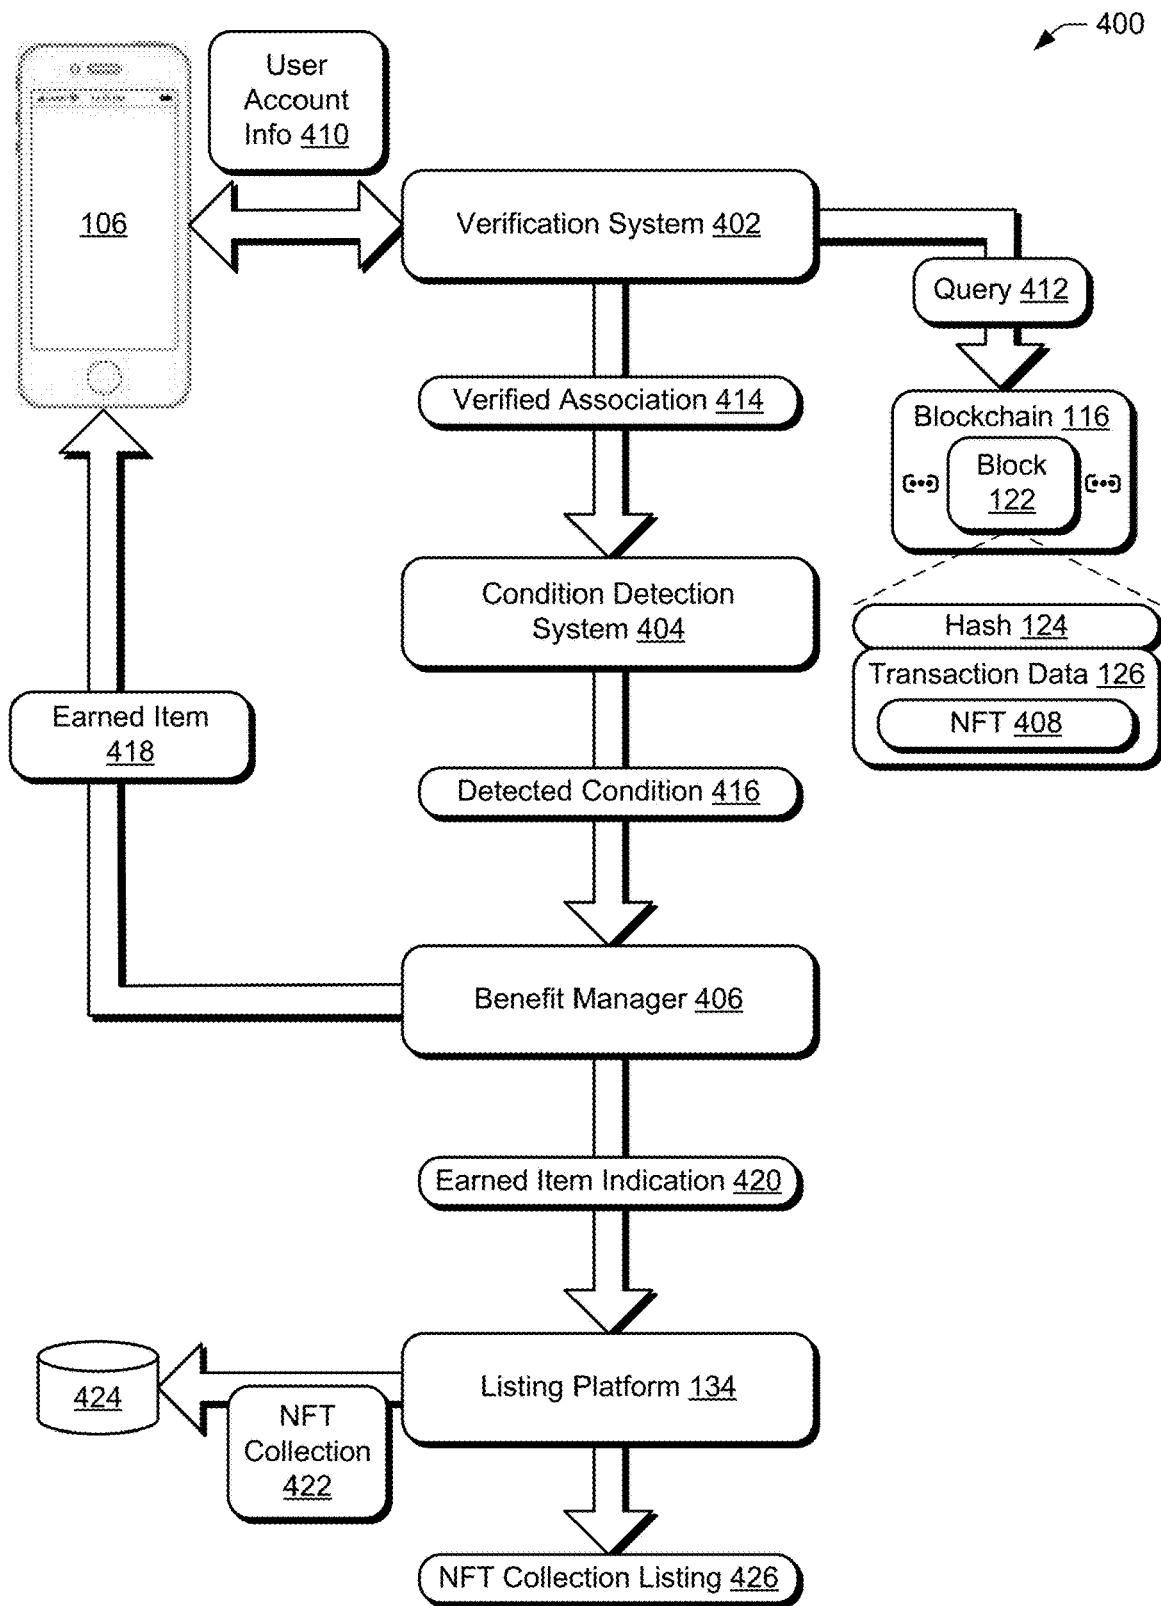 400
User
Account
Info 410
106
Verification System 402
Query 412
Verified Association 414
Blockchain 116
Block
122
Condition Detection
System 404
Hash 124
Transaction Data 126
NFT 408
Earned Item
418
Detected Condition 416
Benefit Manager 406
Earned Item Indication 420
Listing Platform 134
424
NFT
Collection
422
NFT Collection Listing 426